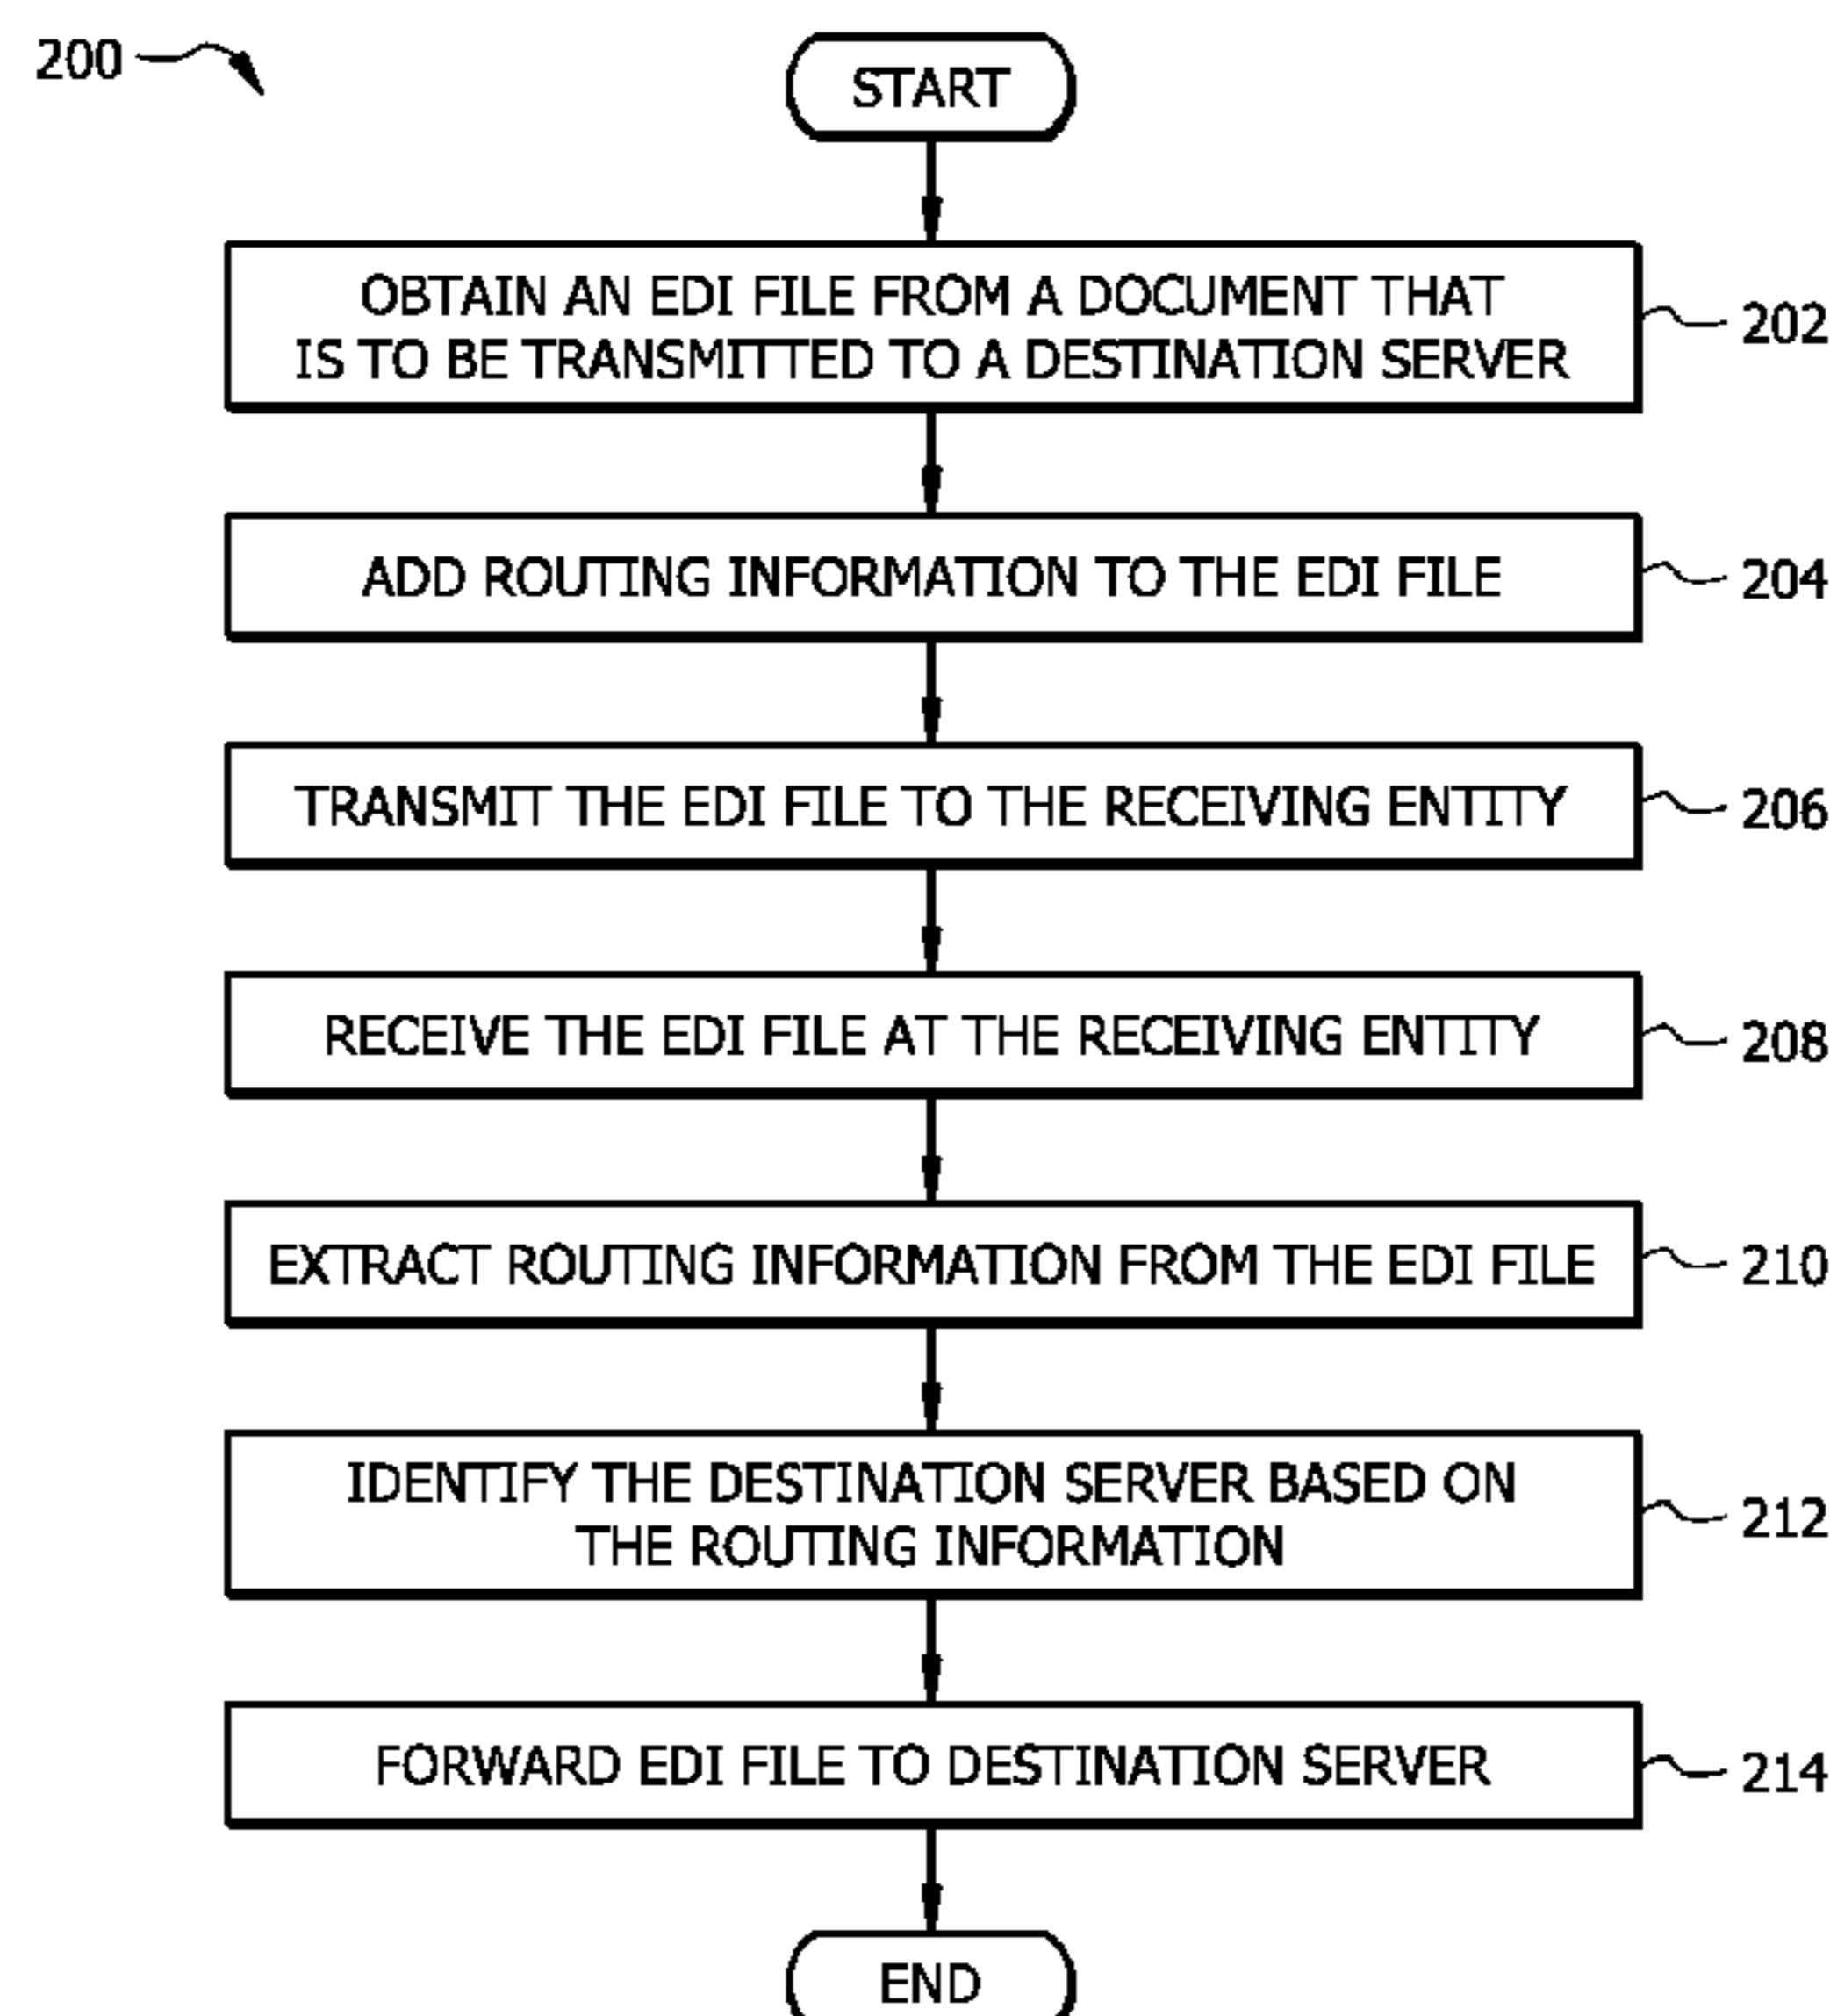 200
START
OBTAIN AN EDI FILE FROM A DOCUMENT THAT
IS TO BE TRANSMITTED TO A DESTINATION SERVER
202
ADD ROUTING INFORMATION TO THE EDI FILE
204
TRANSMIT THE EDI FILE TO THE RECEIVING ENTITY
206
RECEIVE THE EDI FILE AT THE RECEIVING ENTITY
208
EXTRACT ROUTING INFORMATION FROM THE EDI FILE
210
IDENTIFY THE DESTINATION SERVER BASED ON
THE ROUTING INFORMATION
212
FORWARD EDI FILE TO DESTINATION SERVER
214
END